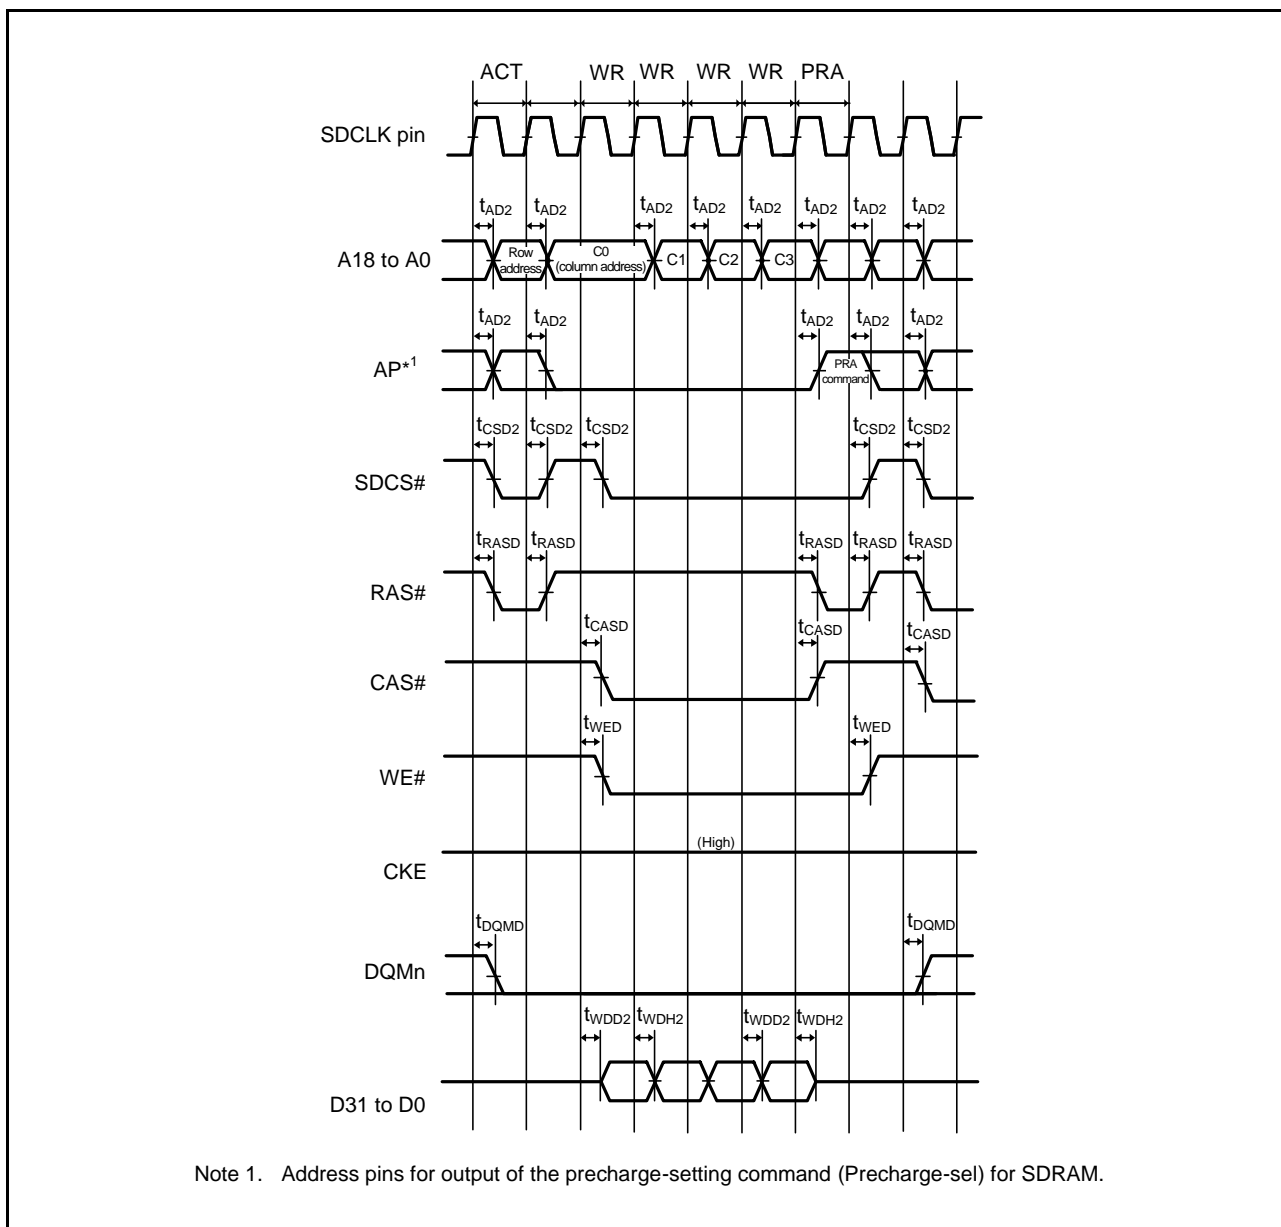 ACT WR WR WR WR PRA
SDCLK pin
tAD2 tAD2 tAD2 tAD2 tAD2 tAD2 tAD2 tAD2
A18 to A0
Row address
C0 (column address)
C1 C2 C3
tAD2 tAD2 tAD2 tAD2 tAD2
AP*1
PRA command
tCSD2 tCSD2 tCSD2 tCSD2 tCSD2
SDCS#
tRASD tRASD tRASD tRASD tRASD
RAS#
tCASD tCASD tCASD
CAS#
tWED tWED
WE#
(High)
CKE
tDQMD tDQMD
DQMn
tWDD2 tWDH2 tWDD2 tWDH2
D31 to D0
Note 1. Address pins for output of the precharge-setting command (Precharge-sel) for SDRAM.